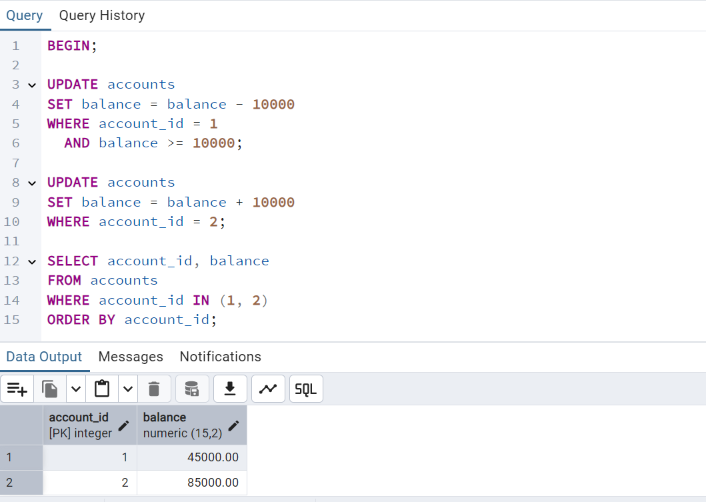 Query Query History
1 BEGIN;
2
3 UPDATE accounts
4 SET balance = balance - 10000
5 WHERE account_id = 1
6 AND balance >= 10000;
7
8 UPDATE accounts
9 SET balance = balance + 10000
10 WHERE account_id = 2;
11
12 SELECT account_id, balance
13 FROM accounts
14 WHERE account_id IN (1, 2)
15 ORDER BY account_id;
Data Output Messages Notifications
SQL
account_id balance
[PK] integer numeric (15,2)
1 1 45000.00
2 2 85000.00